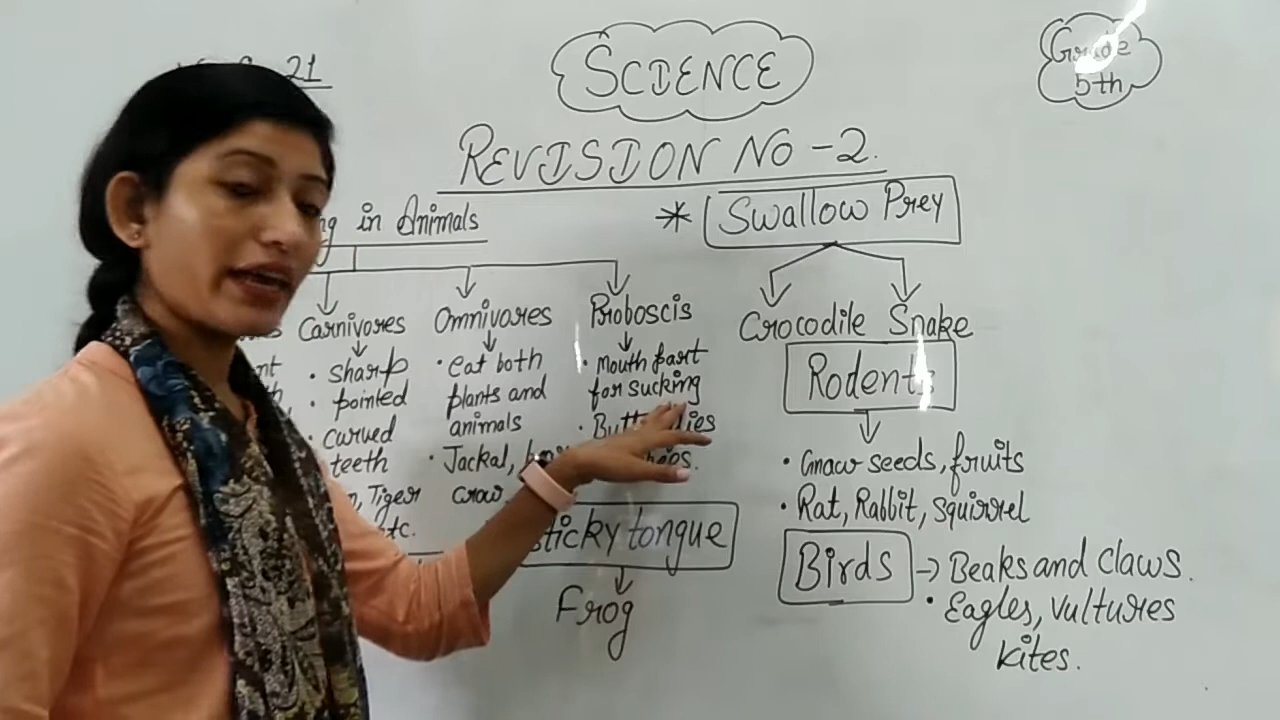 21
SCIENCE
Grade
5th
REVISION NO - 2.
in Animals
* Swallow Prey
Carnivores
• sharp
• pointed
• curved
teeth
Tiger
Omnivores
• eat both
plants and
animals
• Jackal,
crow
Proboscis
• Mouth part
for sucking
Sticky tongue
Frog
Crocodile Snake
Rodents
• Gnaw seeds, fruits
• Rat, Rabbit, squirrel
Birds → Beaks and claws.
• Eagles, vultures
kites.